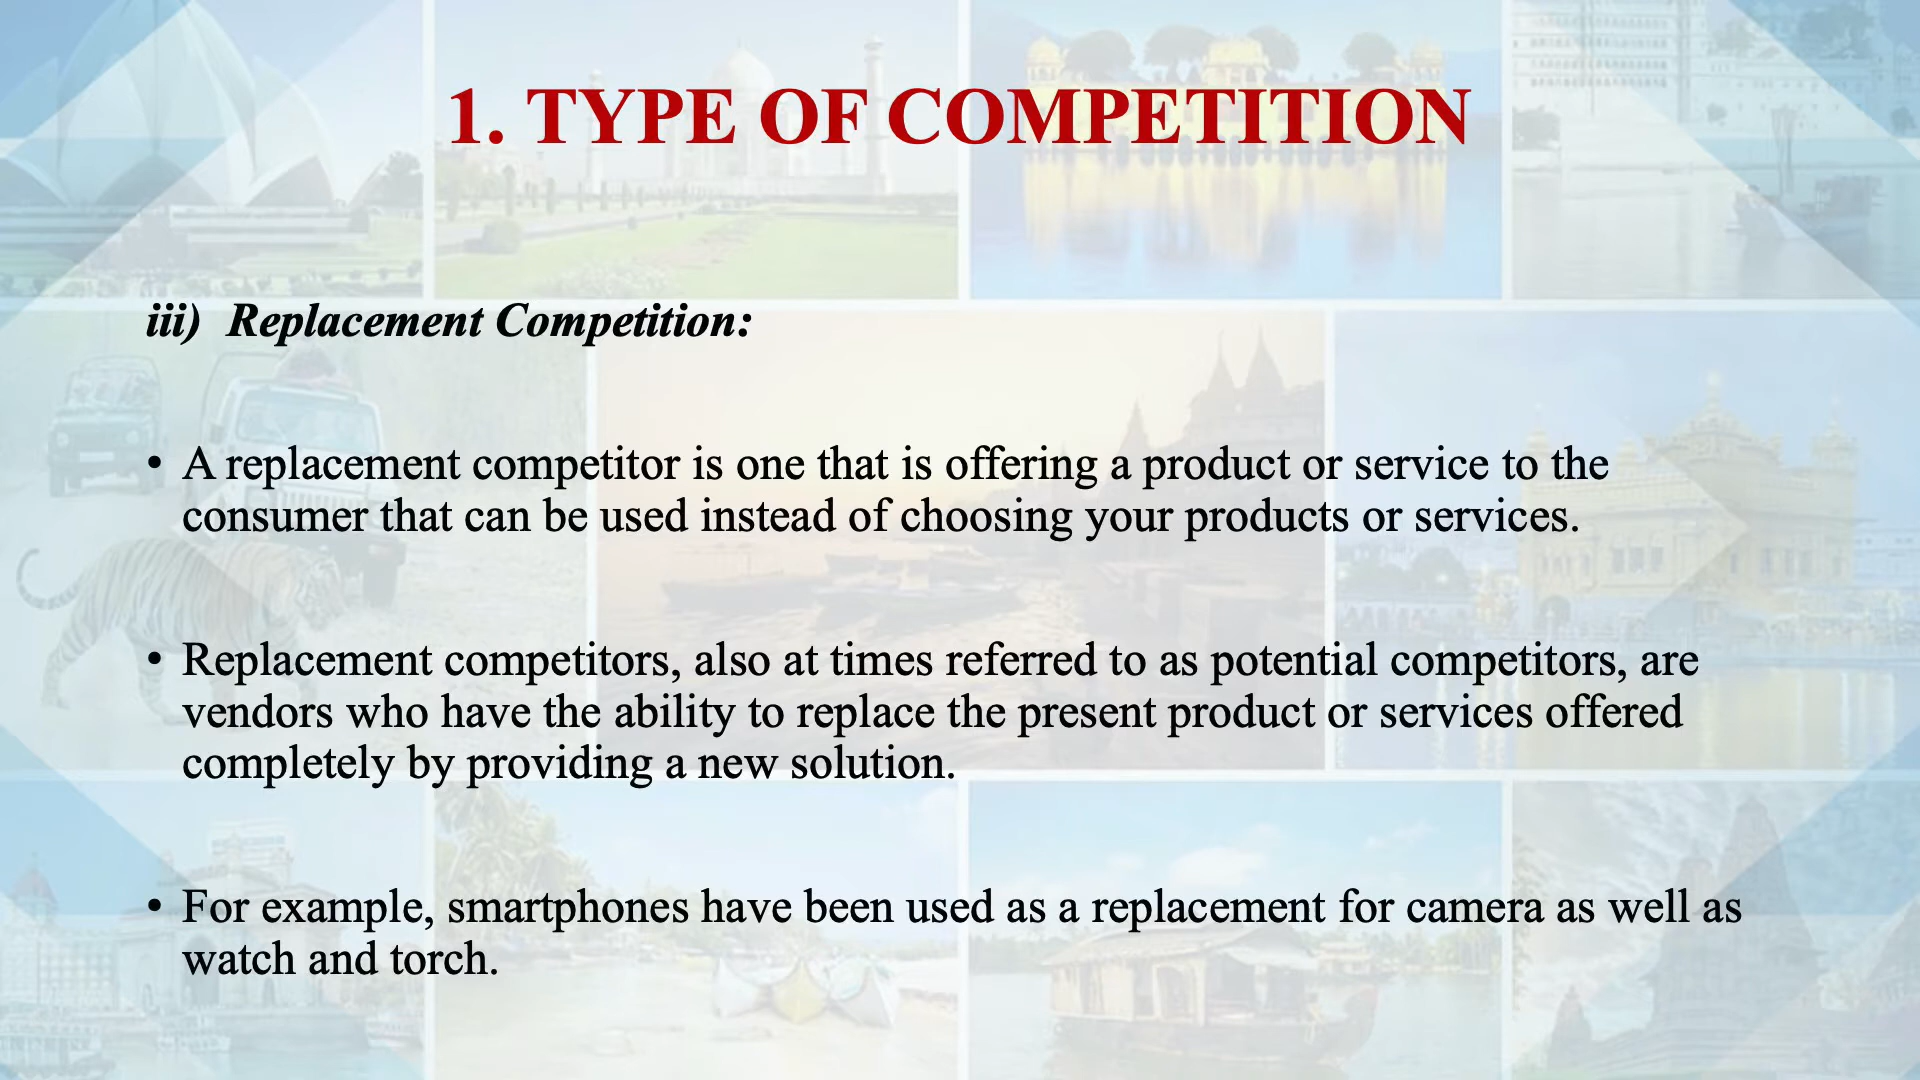 1. TYPE OF COMPETITION
iii) Replacement Competition:
• A replacement competitor is one that is offering a product or service to the
consumer that can be used instead of choosing your products or services.
• Replacement competitors, also at times referred to as potential competitors, are
vendors who have the ability to replace the present product or services offered
completely by providing a new solution.
• For example, smartphones have been used as a replacement for camera as well as
watch and torch.